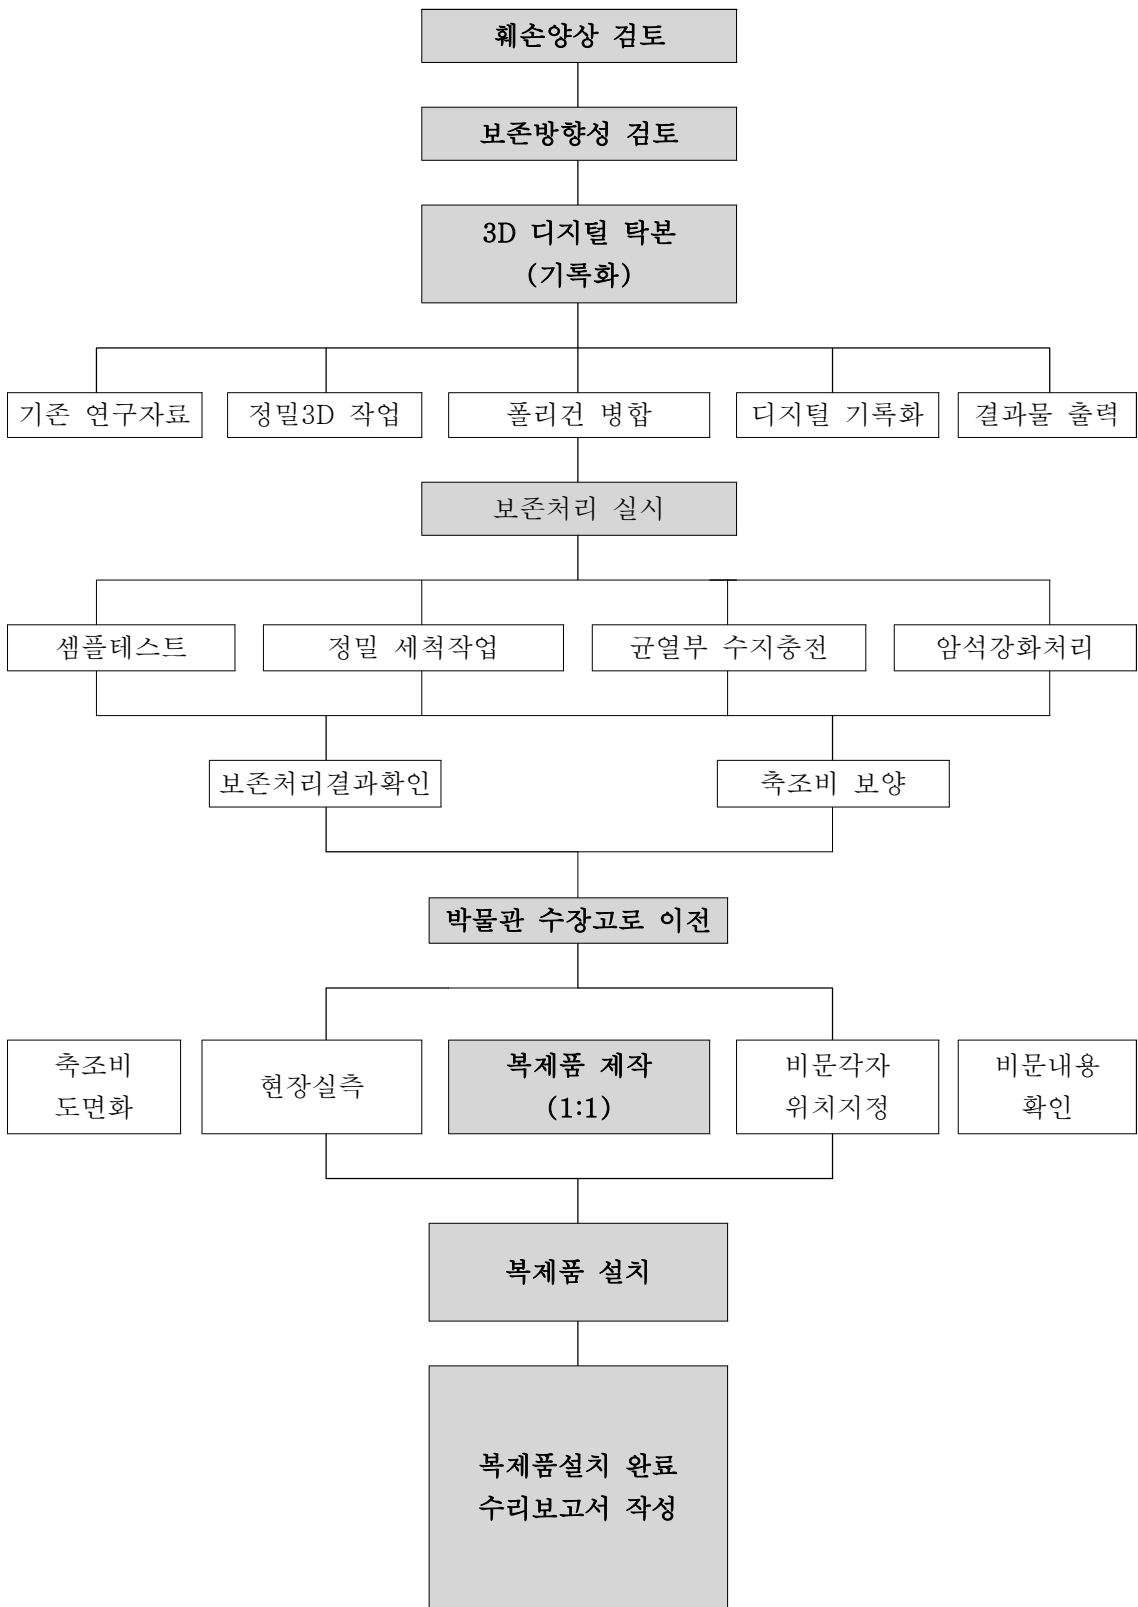 훼손양상 검토
보존방향성 검토
3D 디지털 탁본
(기록화)
기존 연구자료
정밀3D 작업
폴리건 병합
디지털 기록화
결과물 출력
보존처리 실시
셈플테스트
정밀 세척작업
균열부 수지충전
암석강화처리
보존처리결과확인
축조비 보양
박물관 수장고로 이전
축조비
도면화
현장실측
복제품 제작
(1:1)
비문각자
위치지정
비문내용
확인
복제품 설치
복제품설치 완료
수리보고서 작성